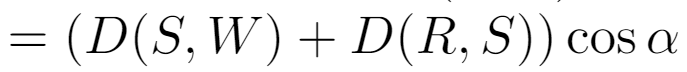 = (D(S, W) + D(R, S)) cos α